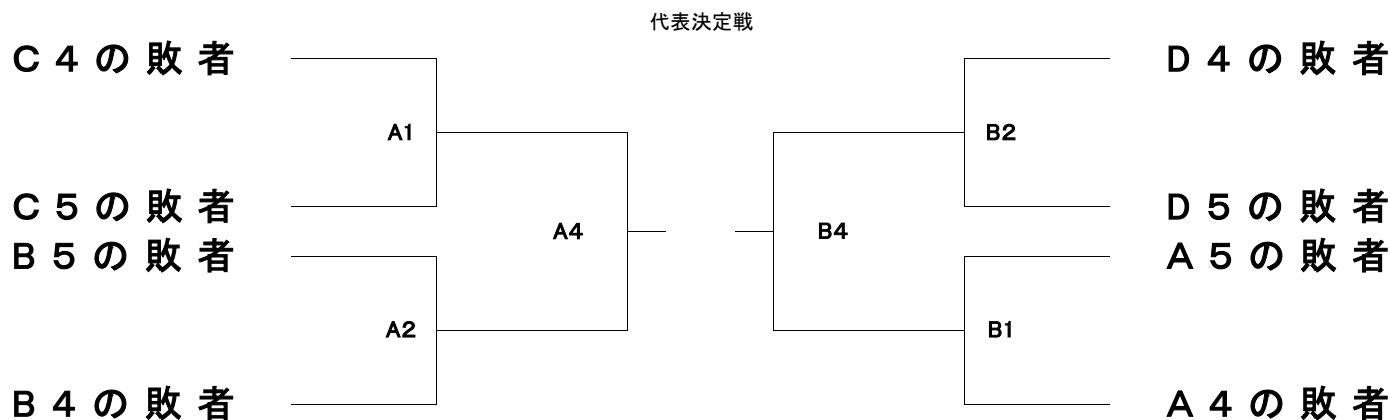 代表決定戦
C4の敗者
D4の敗者
A1
B2
C5の敗者
D5の敗者
A4
B4
B5の敗者
A5の敗者
A2
B1
B4の敗者
A4の敗者